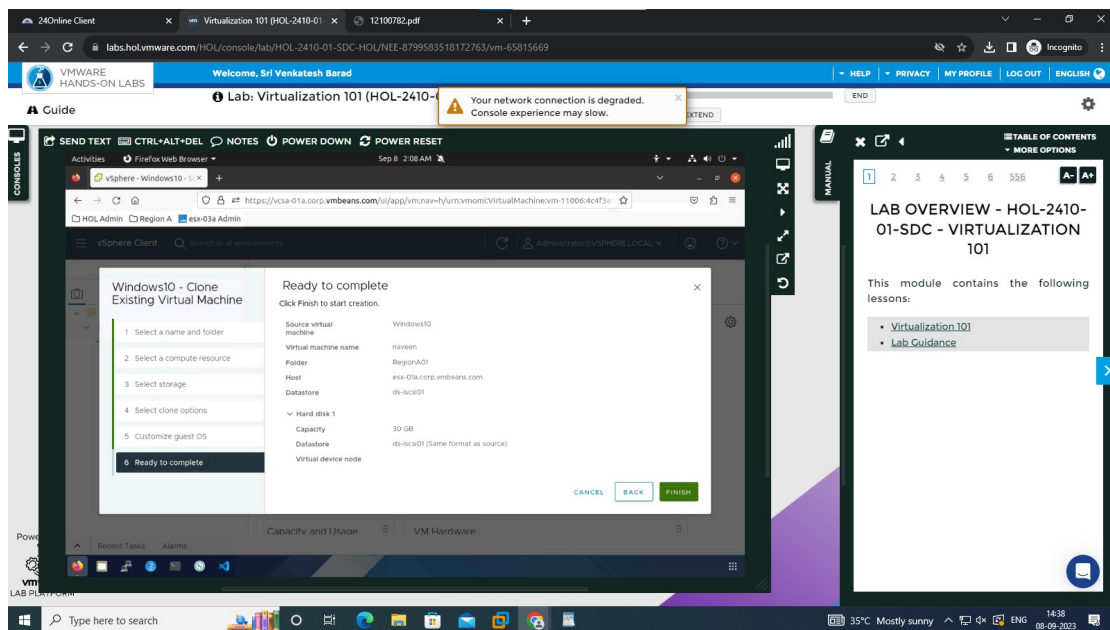 24Online Client
Virtualization 101 (HOL-2410-01
12100782.pdf
labs.hol.vmware.com/HOL/console/lab/HOL-2410-01-SDC-HOL/NEE-8799583518172763/vm-65815669
Incognito
VMWARE
HANDS-ON LABS
Welcome, Sri Venkatesh Barad
HELP
PRIVACY
MY PROFILE
LOG OUT
ENGLISH
Guide
Lab: Virtualization 101 (HOL-2410-
Your network connection is degraded.
Console experience may slow.
EXTEND
END
CONSOLES
SEND TEXT CTRL+ALT+DEL NOTES POWER DOWN POWER RESET
Activities Firefox Web Browser Sep 8 2:08 AM
vSphere - Windows10 - S
https://vcsa-01a.corp.vmbeans.com/ui/app/vm;nav=h/urn:vmomi:VirtualMachine:vm-11006:4c4f3
HOL Admin Region A esx-03a Admin
vSphere Client Search in all environments Administrator@VSPHERE.LOCAL
Windows10 - Clone
Existing Virtual Machine
1 Select a name and folder
2 Select a compute resource
3 Select storage
4 Select clone options
5 Customize guest OS
6 Ready to complete
Ready to complete
Click Finish to start creation.
Source virtual machine Windows10
Virtual machine name naveen
Folder RegionA01
Host esx-01a.corp.vmbeans.com
Datastore ds-iscsi01
Hard disk 1
Capacity 30 GB
Datastore ds-iscsi01 (Same format as source)
Virtual device node
CANCEL BACK FINISH
Capacity and Usage VM Hardware
Recent Tasks Alarms
MANUAL
TABLE OF CONTENTS
MORE OPTIONS
1 2 3 4 5 6 556 A- A+
LAB OVERVIEW - HOL-2410-
01-SDC - VIRTUALIZATION
101
This module contains the following
lessons:
Virtualization 101
Lab Guidance
Powe
vm
LAB PLATFORM
Type here to search
35°C Mostly sunny
ENG
14:38
08-09-2023